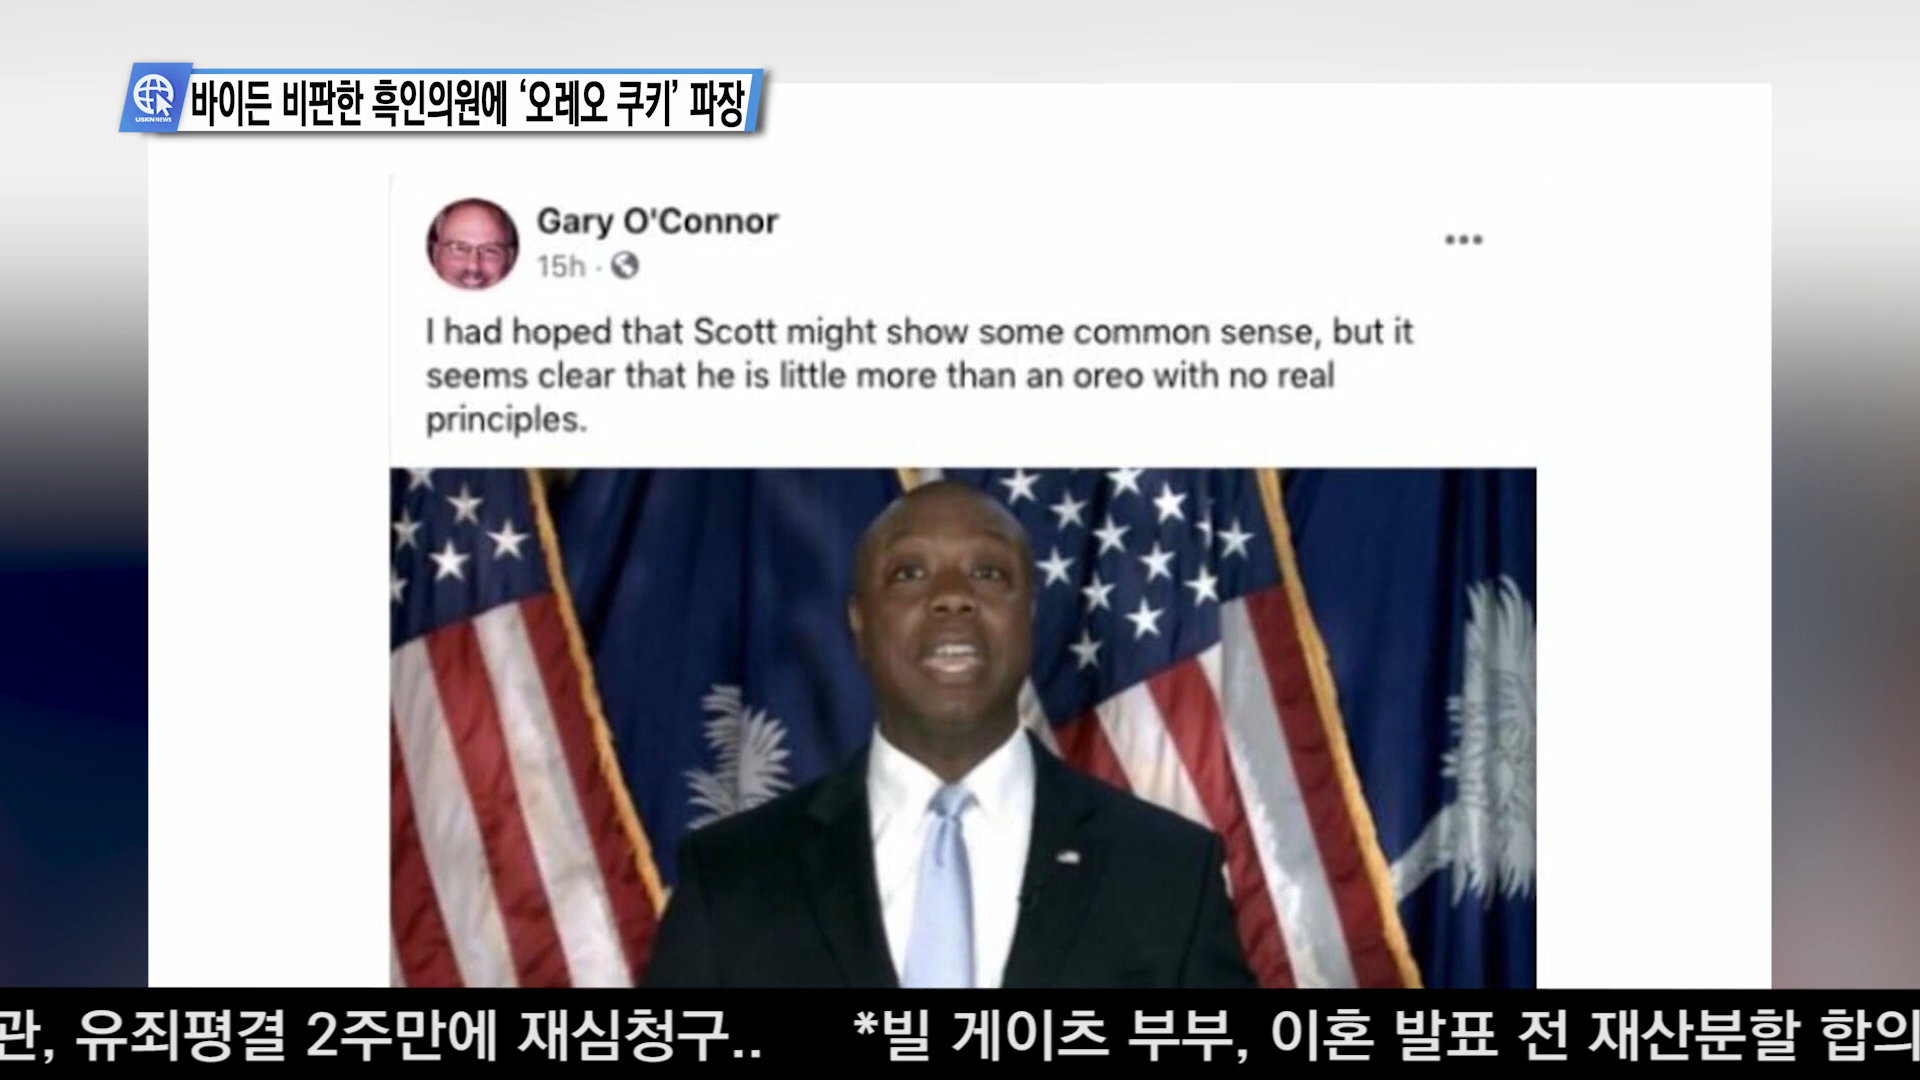 바이든 비판한 흑인의원에 ‘오레오 쿠키’ 파장
USKN NEWS
Gary O'Connor
15h ·
I had hoped that Scott might show some common sense, but it
seems clear that he is little more than an oreo with no real
principles.
관, 유죄평결 2주만에 재심청구.. *빌 게이츠 부부, 이혼 발표 전 재산분할 합의